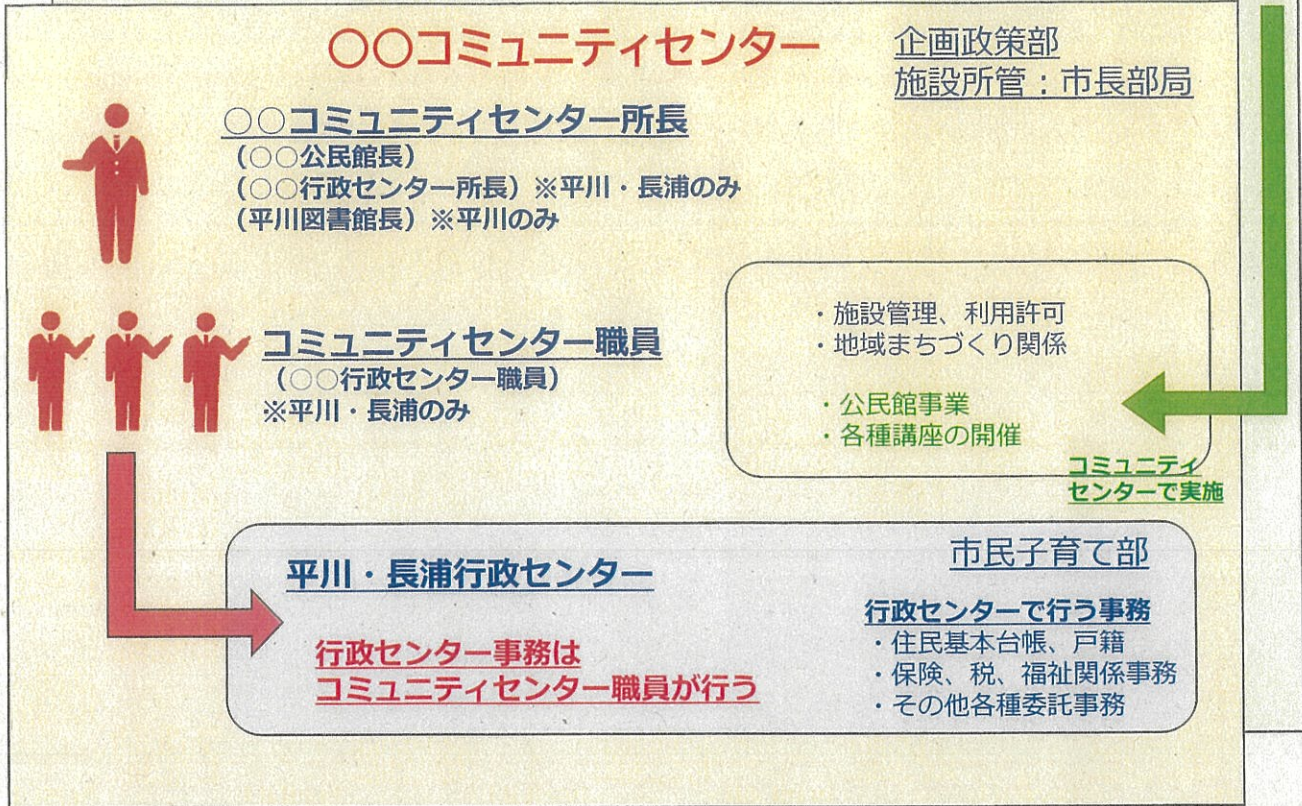 〇〇コミュニティセンター
企画政策部
施設所管：市長部局
〇〇コミュニティセンター所長
（〇〇公民館長）
（〇〇行政センター所長）※平川・長浦のみ
（平川図書館長）※平川のみ
コミュニティセンター職員
（〇〇行政センター職員）
※平川・長浦のみ
・施設管理、利用許可
・地域まちづくり関係
・公民館事業
・各種講座の開催
コミュニティ
センターで実施
平川・長浦行政センター
行政センター事務は
コミュニティセンター職員が行う
市民子育て部
行政センターで行う事務
・住民基本台帳、戸籍
・保険、税、福祉関係事務
・その他各種委託事務